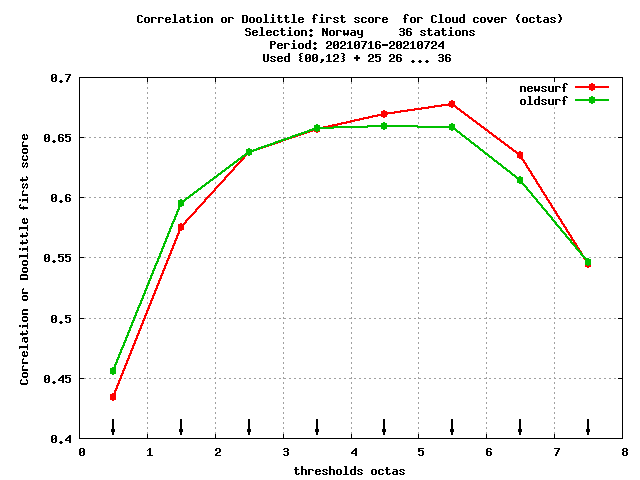 Correlation or Doolittle first score  for Cloud cover (octas)
Selection: Norway     36 stations
Period: 20210716-20210724
Used {00,12} + 25 26 ... 36
newsurf
oldsurf
0.7
0.65
0.6
0.55
0.5
0.45
0.4
Correlation or Doolittle first score
0 1 2 3 4 5 6 7 8
thresholds octas